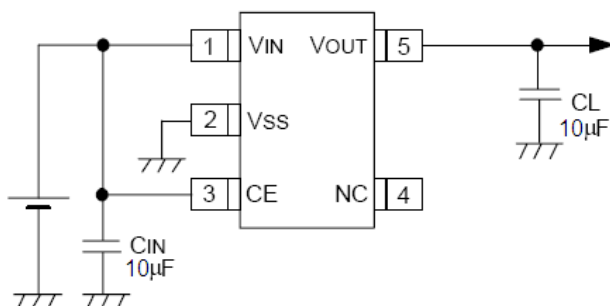 1 VIN VOUT 5
2 VSS
CL
10μF
3 CE NC 4
CIN
10μF